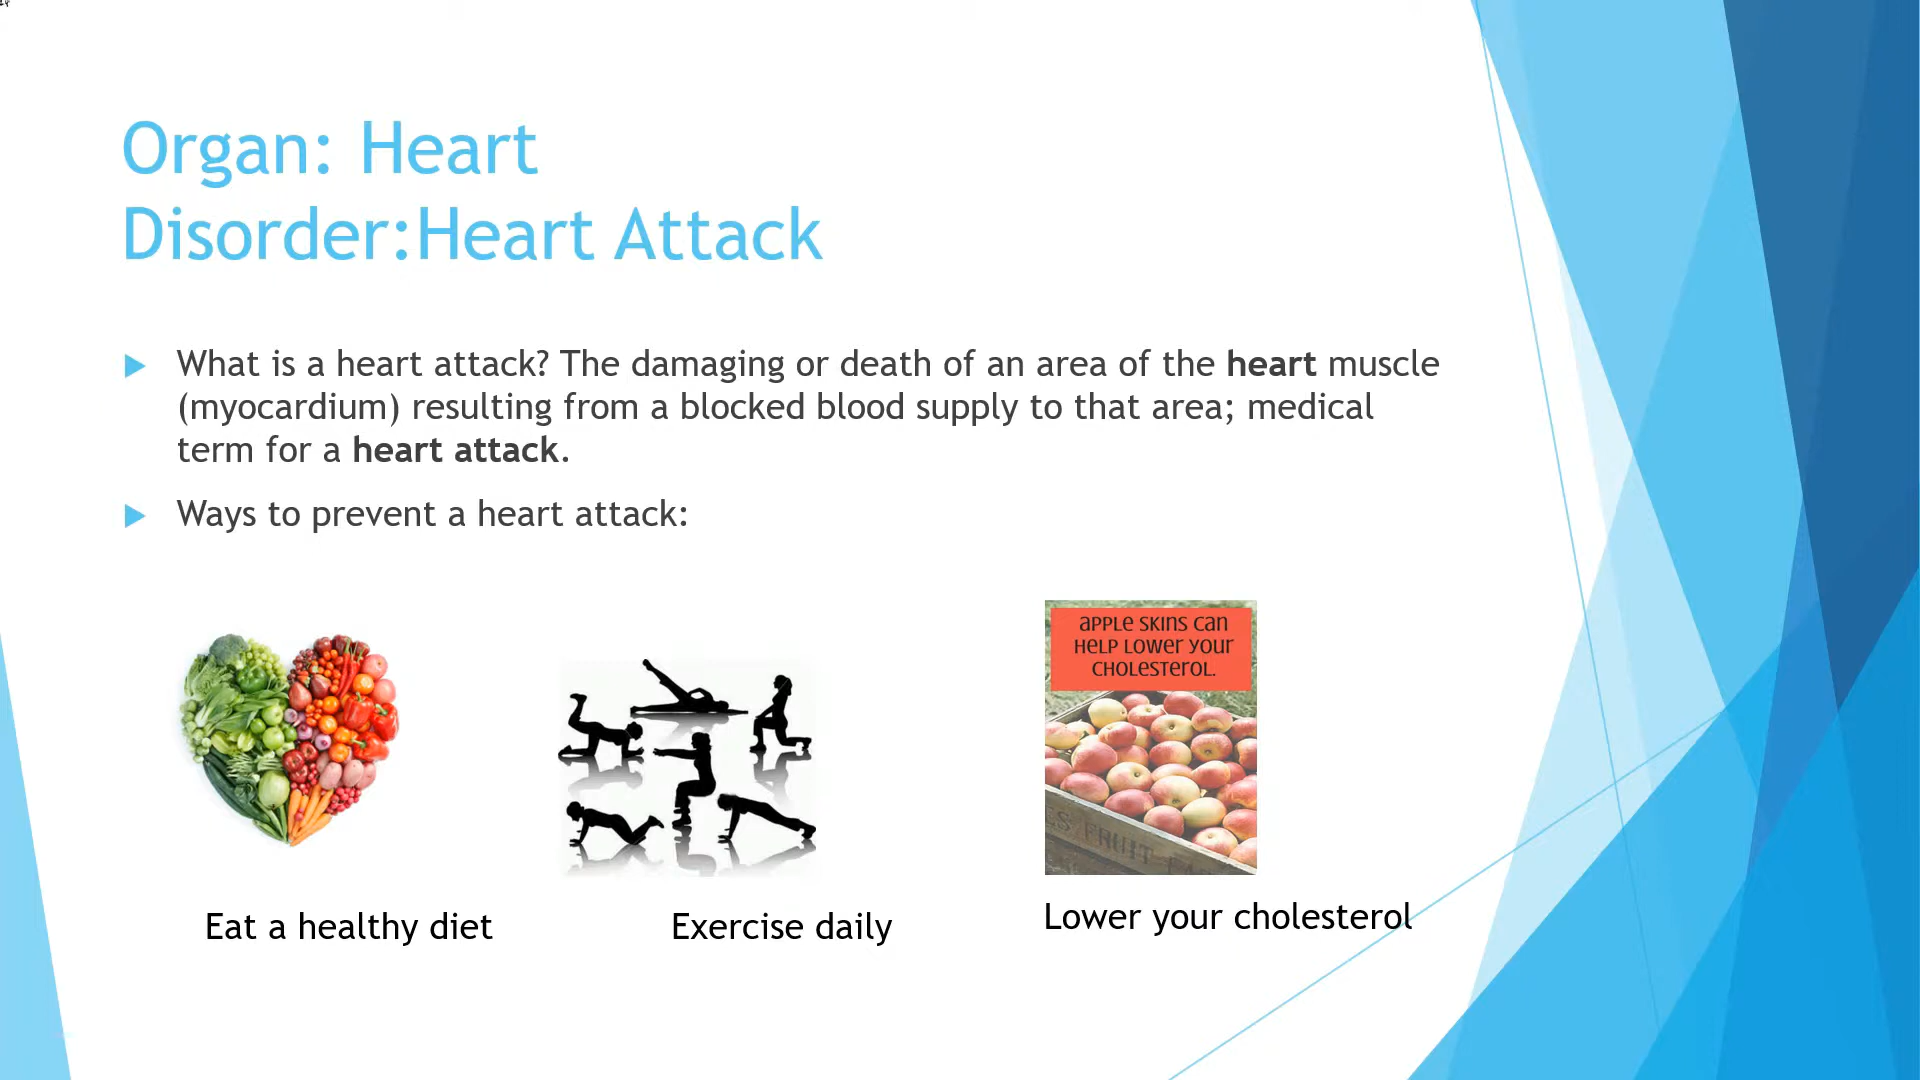 Organ: Heart
Disorder:Heart Attack
What is a heart attack? The damaging or death of an area of the heart muscle
(myocardium) resulting from a blocked blood supply to that area; medical
term for a heart attack.
Ways to prevent a heart attack:
apple skins can
Help Lower your
cholesterol.
FRUIT
Eat a healthy diet
Exercise daily
Lower your cholesterol